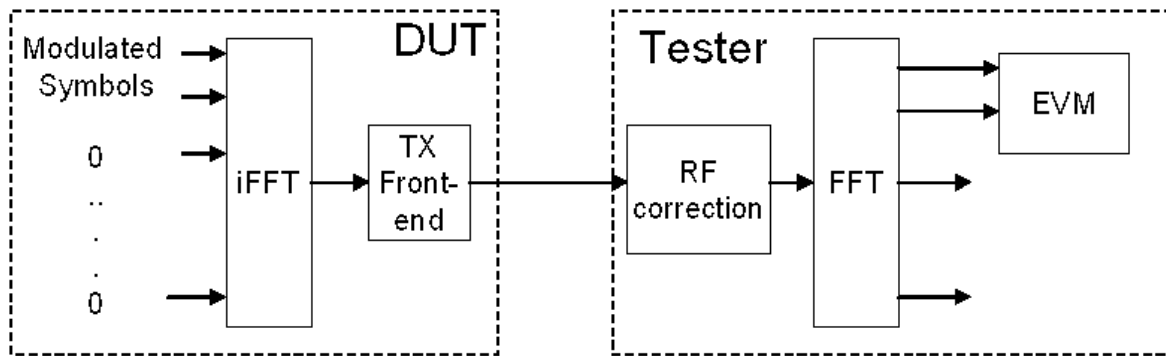 DUT
Modulated
Symbols
0
..
.
.
0
iFFT
TX
Front-
end
Tester
RF
correction
FFT
EVM